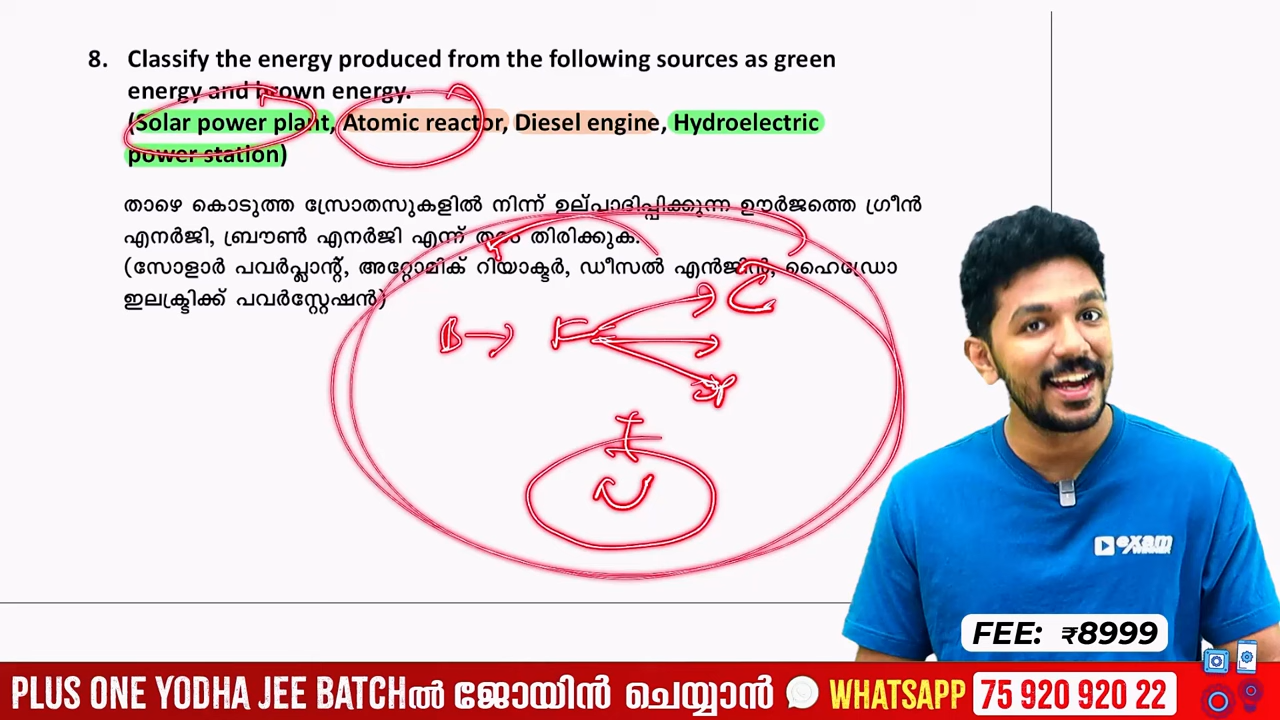 8. Classify the energy produced from the following sources as green
energy and brown energy.
(Solar power plant, Atomic reactor, Diesel engine, Hydroelectric
power station)
താഴെ കൊടുത്ത സ്രോതസുകളിൽ നിന്ന് ഉല്പാദിപ്പിക്കുന്ന ഊർജത്തെ ഗ്രീൻ
എനർജി, ബ്രൗൺ എനർജി എന്ന് തരം തിരിക്കുക.
(സോളാർ പവർപ്ലാന്റ്, അറ്റോമിക് റിയാക്ടർ, ഡീസൽ എൻജിൻ, ഹൈഡ്രോ
ഇലക്ട്രിക്ക് പവർസ്റ്റേഷൻ)
B → F C
exam
WINNER
FEE: ₹8999
PLUS ONE YODHA JEE BATCHൽ ജോയിൻ ചെയ്യാൻ WHATSAPP 75 920 920 22